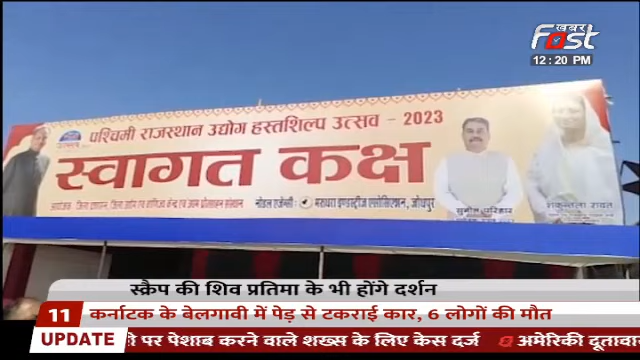 खबर
Fast
12:20 PM
पश्चिमी राजस्थान उद्योग हस्तशिल्प उत्सव - 2023
स्वागत कक्ष
नोडल एजेन्सी : मरुधरा इण्डस्ट्रीज एसोसिएशन, जोधपुर
शकुन्तला रावत
स्क्रैप की शिव प्रतिमा के भी होंगे दर्शन
11 कर्नाटक के बेलगावी में पेड़ से टकराई कार, 6 लोगों की मौत
UPDATE पर पेशाब करने वाले शख्स के लिए केस दर्ज अमेरिकी दूतावा